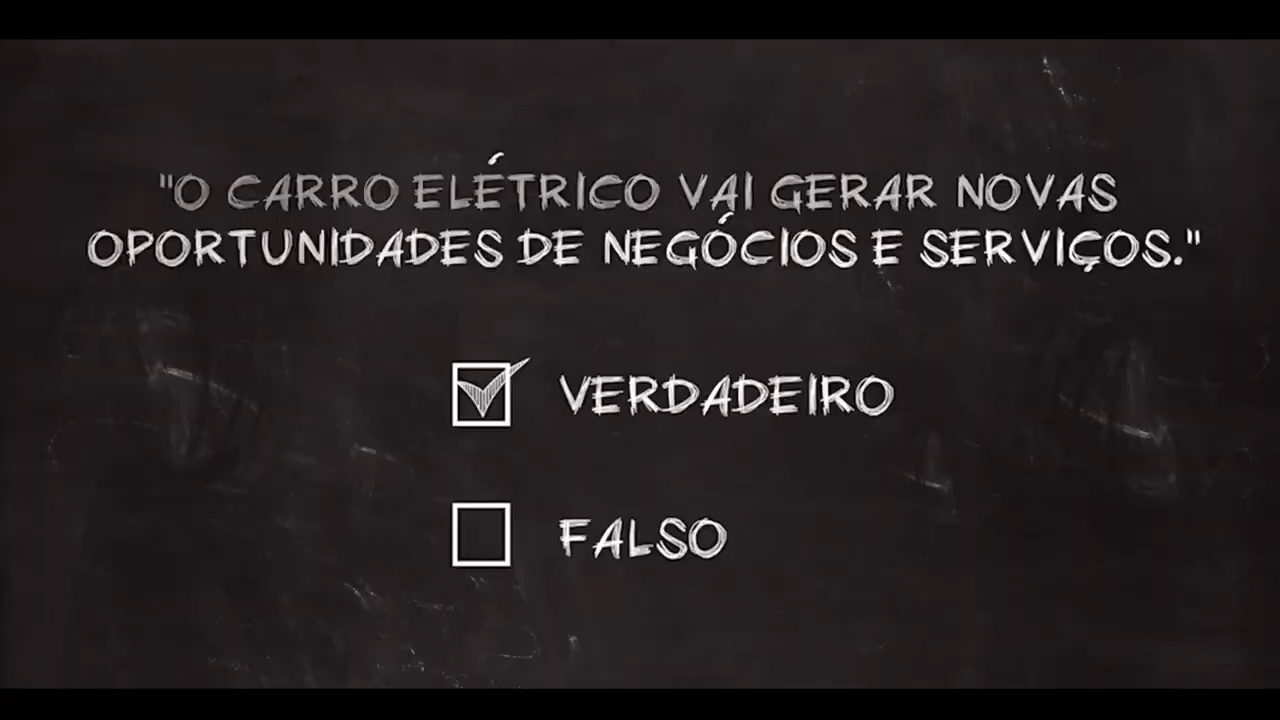 "O CARRO ELÉTRICO VAI GERAR NOVAS
OPORTUNIDADES DE NEGÓCIOS E SERVIÇOS."
VERDADEIRO
FALSO